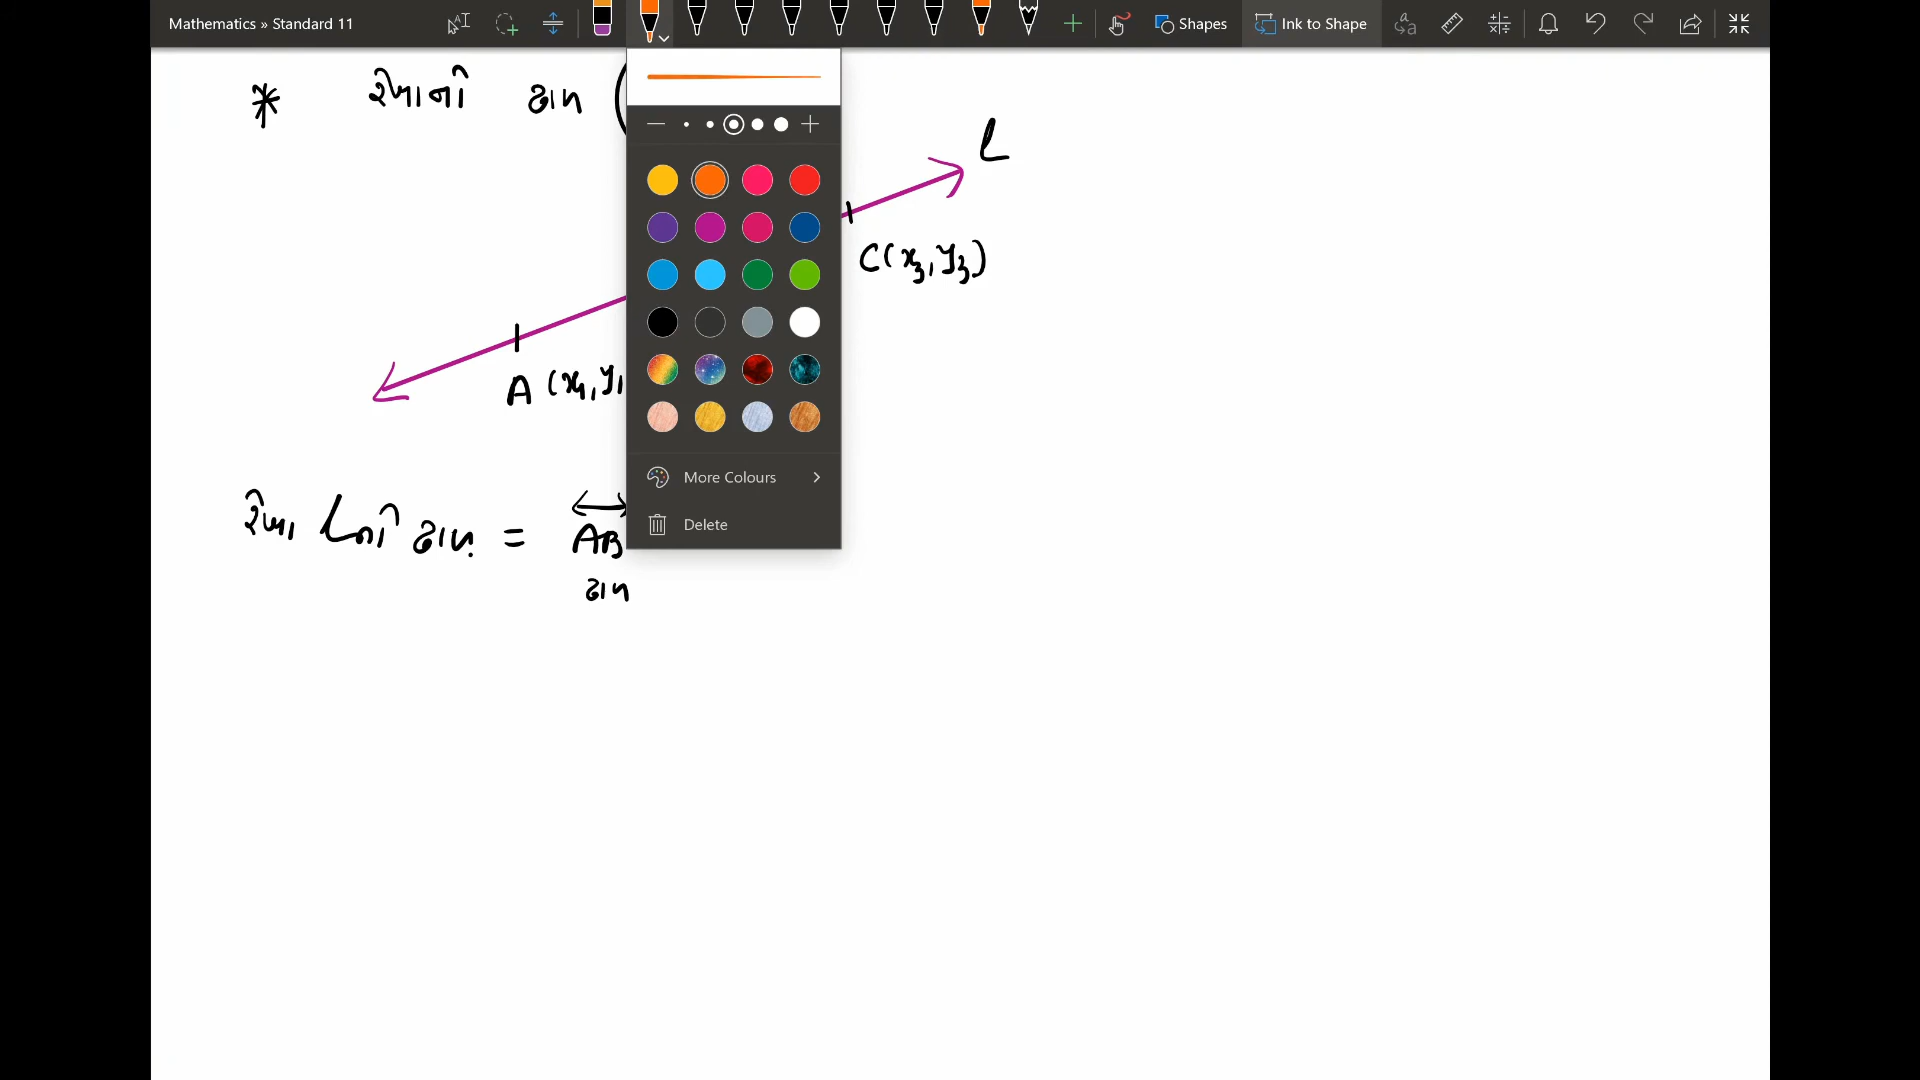 Mathematics » Standard 11
Shapes
Ink to Shape
* રેખાનો ઢાળ (
L
C(x₃, y₃)
A (x₁, y₁
More Colours
Delete
રેખા L નો ઢાળ = AB
ઢાળ